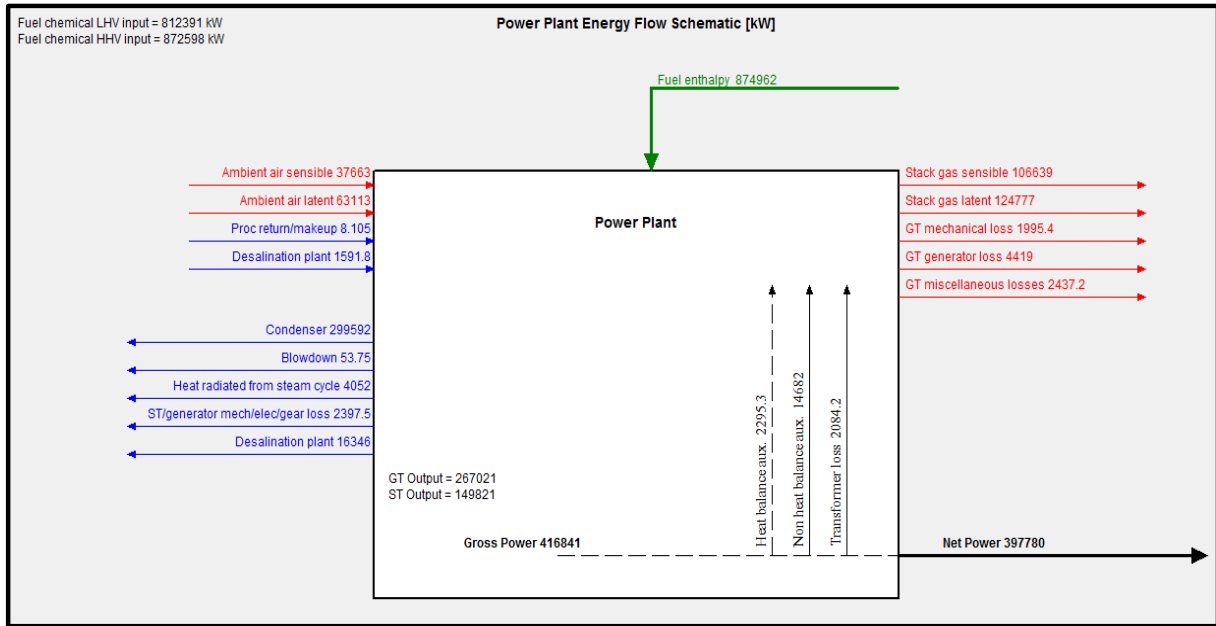 Fuel chemical LHV input = 812391 kW
Fuel chemical HHV input = 872598 kW
Power Plant Energy Flow Schematic [kW]
Fuel enthalpy 874962
Ambient air sensible 37663
Ambient air latent 63113
Proc return/makeup 8.105
Desalination plant 1591.8
Condenser 299592
Blowdown 53.75
Heat radiated from steam cycle 4052
ST/generator mech/elec/gear loss 2397.5
Desalination plant 16346
Power Plant
Stack gas sensible 106639
Stack gas latent 124777
GT mechanical loss 1995.4
GT generator loss 4419
GT miscellaneous losses 2437.2
GT Output = 267021
ST Output = 149821
Heat balance aux. 2295.3
Non heat balance aux. 14682
Transformer loss 2084.2
Gross Power 416841
Net Power 397780